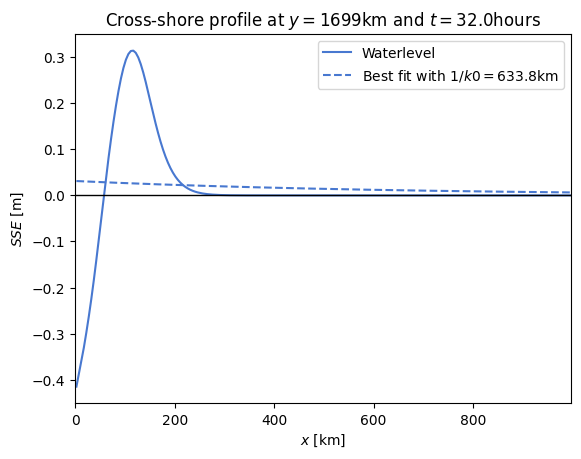 Cross-shore profile at y = 1699km and t = 32.0hours
Waterlevel
Best fit with 1/k0 = 633.8km
SSE [m]
0.3
0.2
0.1
0.0
−0.1
−0.2
−0.3
−0.4
0 200 400 600 800
x [km]